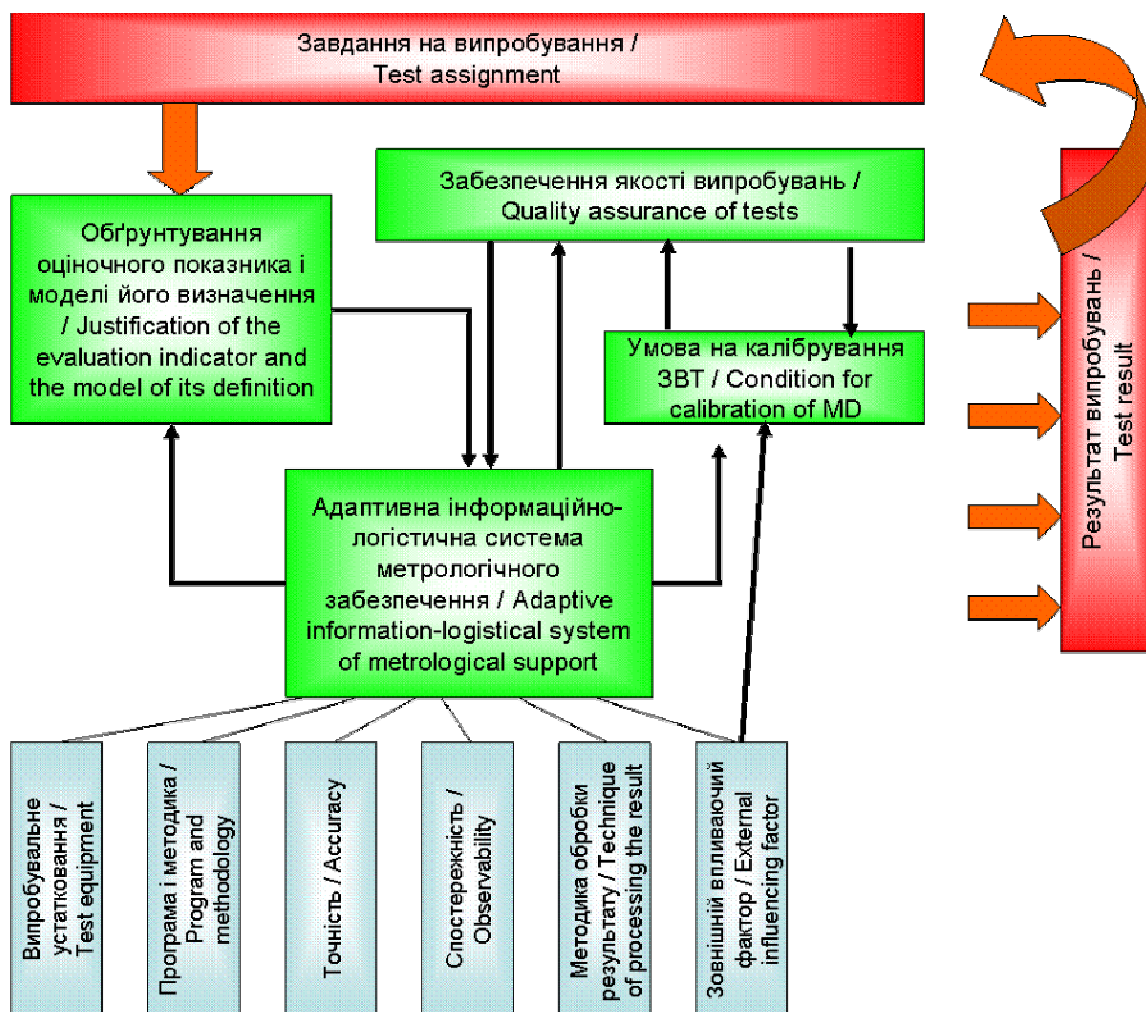 Завдання на випробування /
Test assignment
Забезпечення якості випробувань /
Quality assurance of tests
Обґрунтування
оціночного показника і
моделі його визначення
/ Justification of the
evaluation indicator and
the model of its definition
Умова на калібрування
ЗВТ / Condition for
calibration of MD
Результат випробувань /
Test result
Адаптивна інформаційно-
логістична система
метрологічного
забезпечення / Adaptive
information-logistical system
of metrological support
Випробувальне
устатковання /
Test equipment
Програма і методика /
Program and
methodology
Точність / Accuracy
Спостережність /
Observability
Методика обробки
результату / Technique
of processing the result
Зовнішній впливаючий
фактор / External
influencing factor